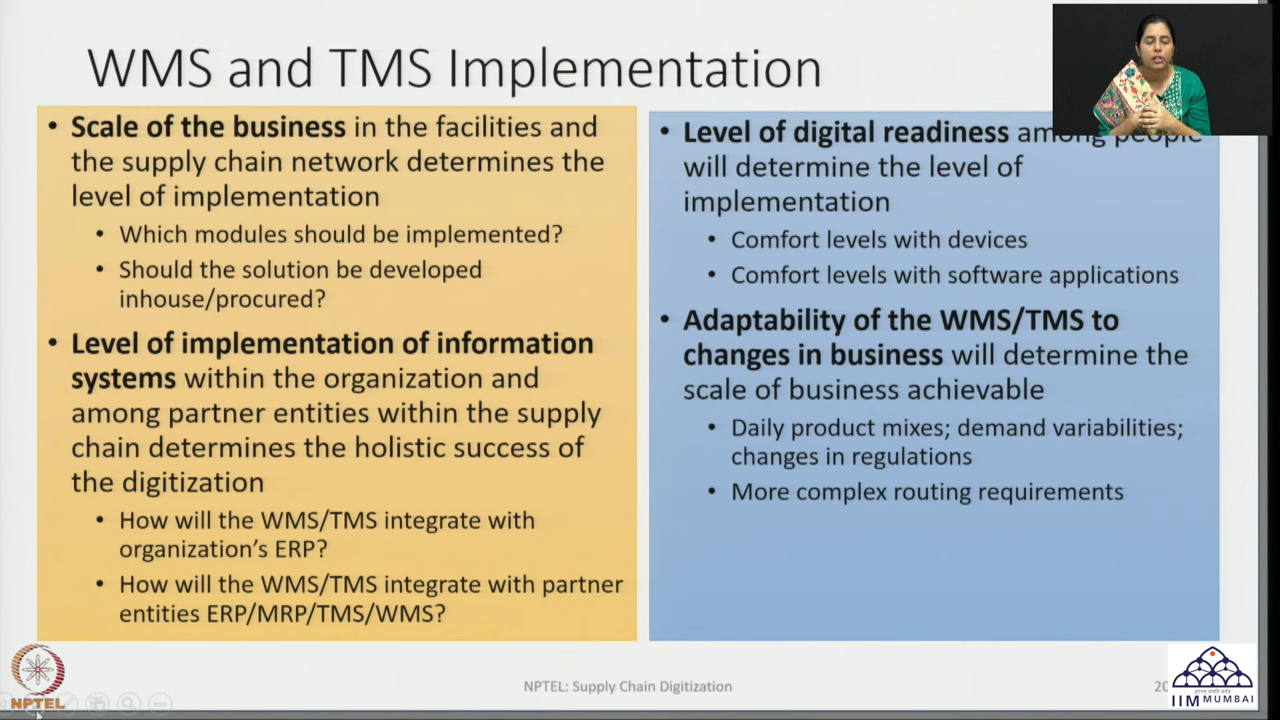 WMS and TMS Implementation
• Scale of the business in the facilities and
the supply chain network determines the
level of implementation
• Which modules should be implemented?
• Should the solution be developed
inhouse/procured?
• Level of implementation of information
systems within the organization and
among partner entities within the supply
chain determines the holistic success of
the digitization
• How will the WMS/TMS integrate with
organization's ERP?
• How will the WMS/TMS integrate with partner
entities ERP/MRP/TMS/WMS?
• Level of digital readiness among people
will determine the level of
implementation
• Comfort levels with devices
• Comfort levels with software applications
• Adaptability of the WMS/TMS to
changes in business will determine the
scale of business achievable
• Daily product mixes; demand variabilities;
changes in regulations
• More complex routing requirements
NPTEL
NPTEL: Supply Chain Digitization
20
IIM MUMBAI